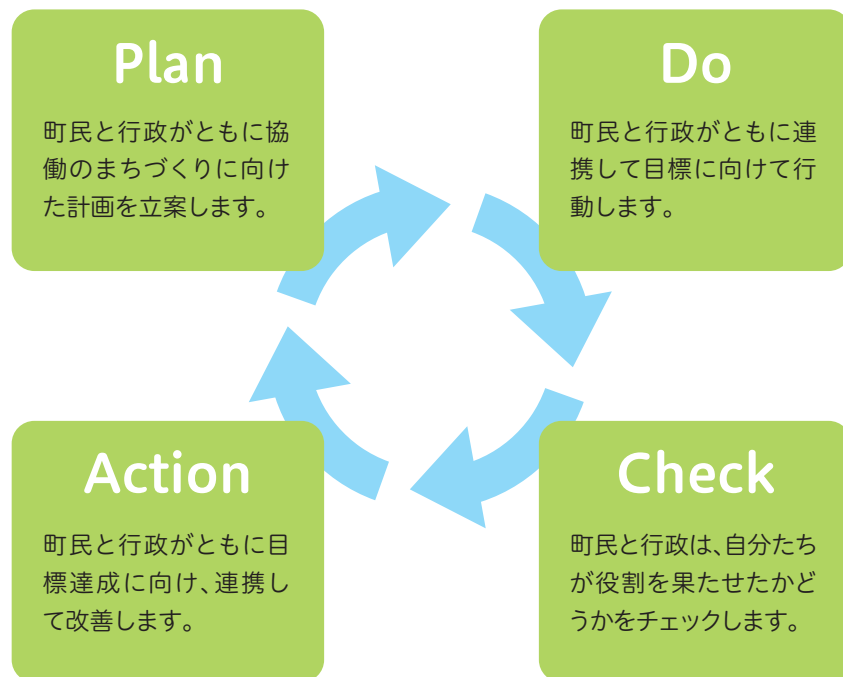 Plan
町民と行政がともに協
働のまちづくりに向け
た計画を立案します。
Do
町民と行政がともに連
携して目標に向けて行
動します。
Action
町民と行政がともに目
標達成に向け、連携し
て改善します。
Check
町民と行政は、自分たち
が役割を果たせたかど
うかをチェックします。